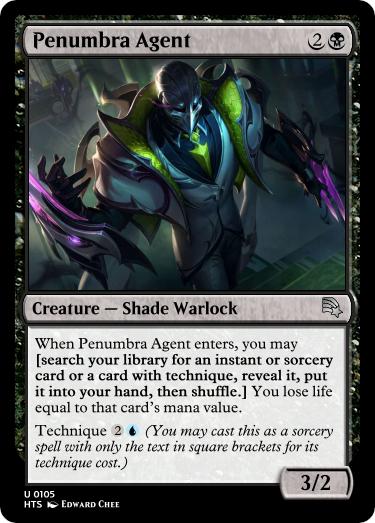 Penumbra Agent 2
Creature — Shade Warlock
When Penumbra Agent enters, you may
[search your library for an instant or sorcery
card or a card with technique, reveal it, put
it into your hand, then shuffle.] You lose life
equal to that card's mana value.
Technique 2 (You may cast this as a sorcery
spell with only the text in square brackets for its
technique cost.)
3/2
U 0105
HTS Edward Chee